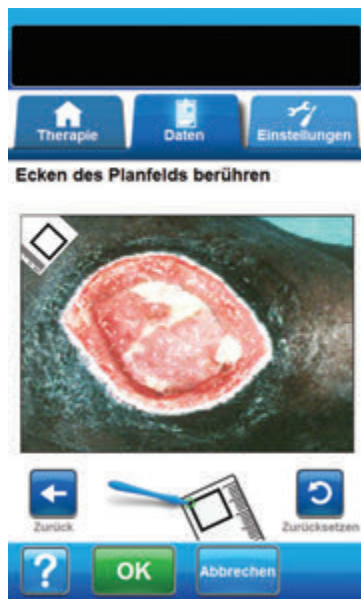 Therapie
Daten
Einstellungen
Ecken des Planfelds berühren
Zurück
Zurücksetzen
?
OK
Abbrechen